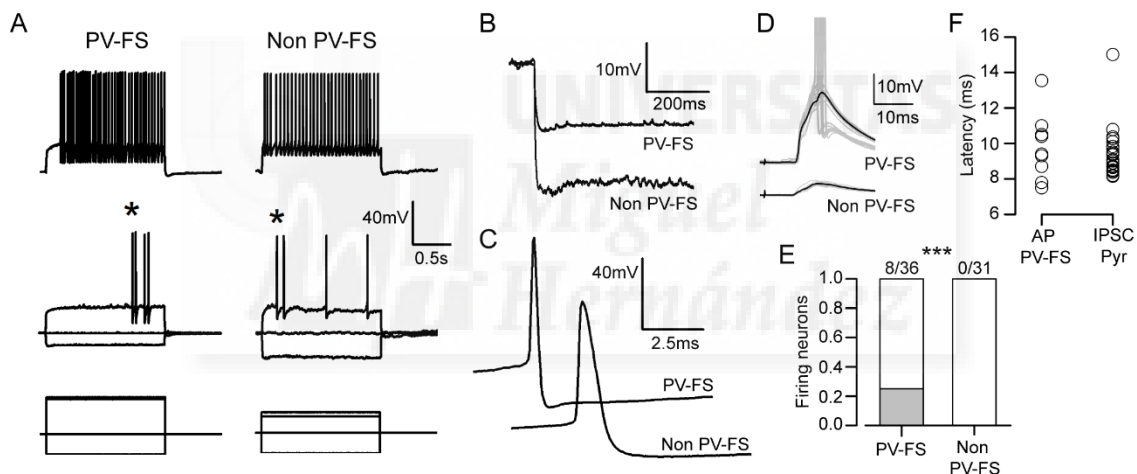 A
PV-FS
Non PV-FS
*
*
40mV
0.5s
B
10mV
200ms
PV-FS
Non PV-FS
C
40mV
2.5ms
PV-FS
Non PV-FS
D
10mV
10ms
PV-FS
Non PV-FS
E
***
8/36
0/31
Firing neurons
1.0
0.8
0.6
0.4
0.2
0.0
PV-FS
Non
PV-FS
F
Latency (ms)
16
14
12
10
8
6
AP
PV-FS
IPSC
Pyr
UNIVERSITAS
Miguel
Hernández